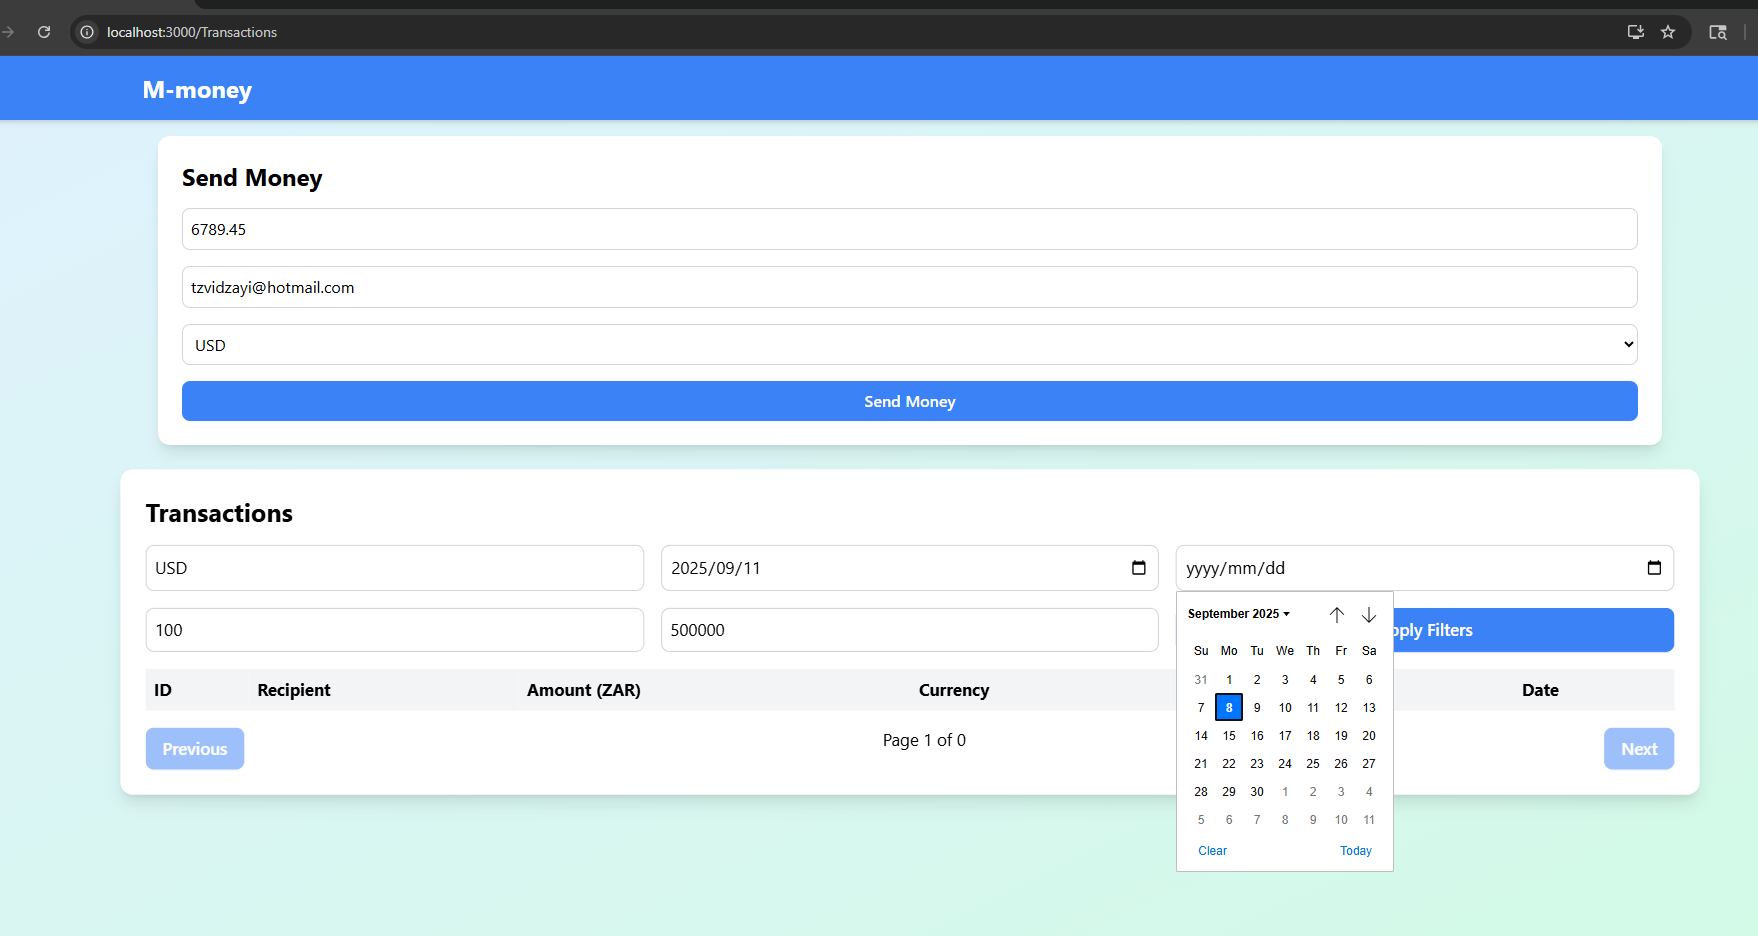 localhost:3000/Transactions
M-money
Send Money
6789.45
tzvidzayi@hotmail.com
USD
Send Money
Transactions
USD 2025/09/11 yyyy/mm/dd
100 500000 pply Filters
September 2025
Su Mo Tu We Th Fr Sa
31 1 2 3 4 5 6
7 8 9 10 11 12 13
14 15 16 17 18 19 20
21 22 23 24 25 26 27
28 29 30 1 2 3 4
5 6 7 8 9 10 11
Clear Today
ID Recipient Amount (ZAR) Currency Date
Previous Page 1 of 0 Next